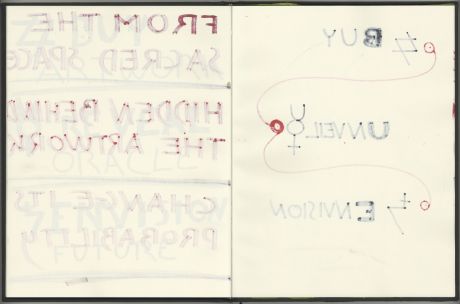 FROM THE
SACRED SPACE
HIDDEN BEHIND
THE ARTWORK
CHANGE ITS
PROBABILITY
BUY
UNVEIL
ENVISION